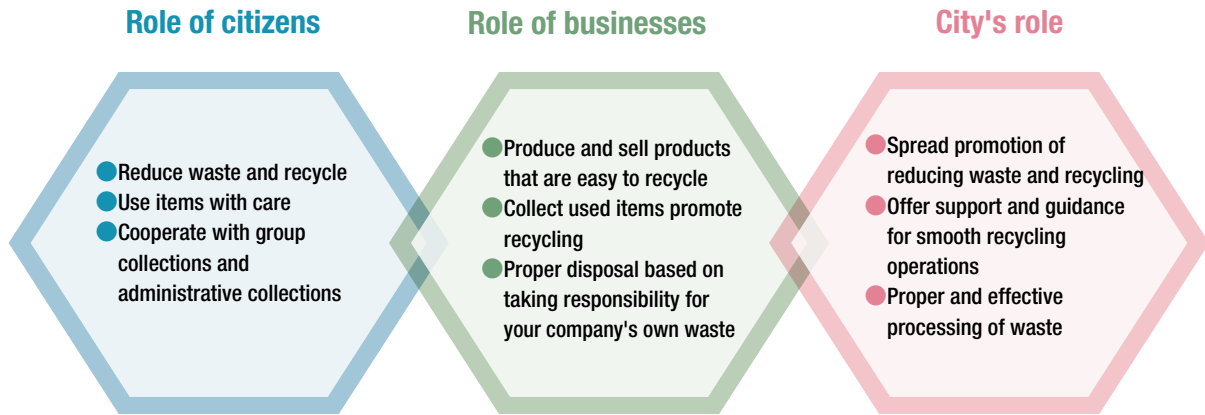 Role of citizens
Reduce waste and recycle
Use items with care
Cooperate with group
collections and
administrative collections
Role of businesses
Produce and sell products
that are easy to recycle
Collect used items promote
recycling
Proper disposal based on
taking responsibility for
your company's own waste
City's role
Spread promotion of
reducing waste and recycling
Offer support and guidance
for smooth recycling
operations
Proper and effective
processing of waste